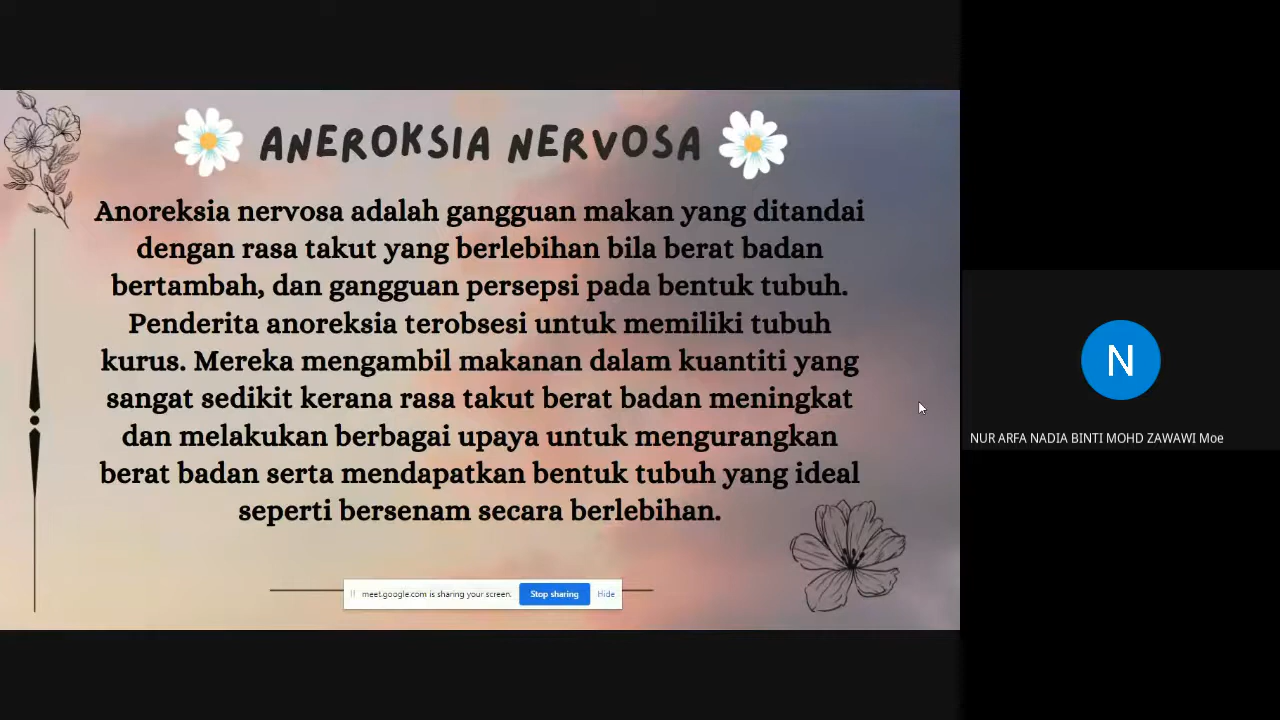 ANEROKSIA NERVOSA
Anoreksia nervosa adalah gangguan makan yang ditandai
dengan rasa takut yang berlebihan bila berat badan
bertambah, dan gangguan persepsi pada bentuk tubuh.
Penderita anoreksia terobsesi untuk memiliki tubuh
kurus. Mereka mengambil makanan dalam kuantiti yang
sangat sedikit kerana rasa takut berat badan meningkat
dan melakukan berbagai upaya untuk mengurangkan
berat badan serta mendapatkan bentuk tubuh yang ideal
seperti bersenam secara berlebihan.
meet.google.com is sharing your screen. Stop sharing Hide
N
NUR ARFA NADIA BINTI MOHD ZAWAWI Moe